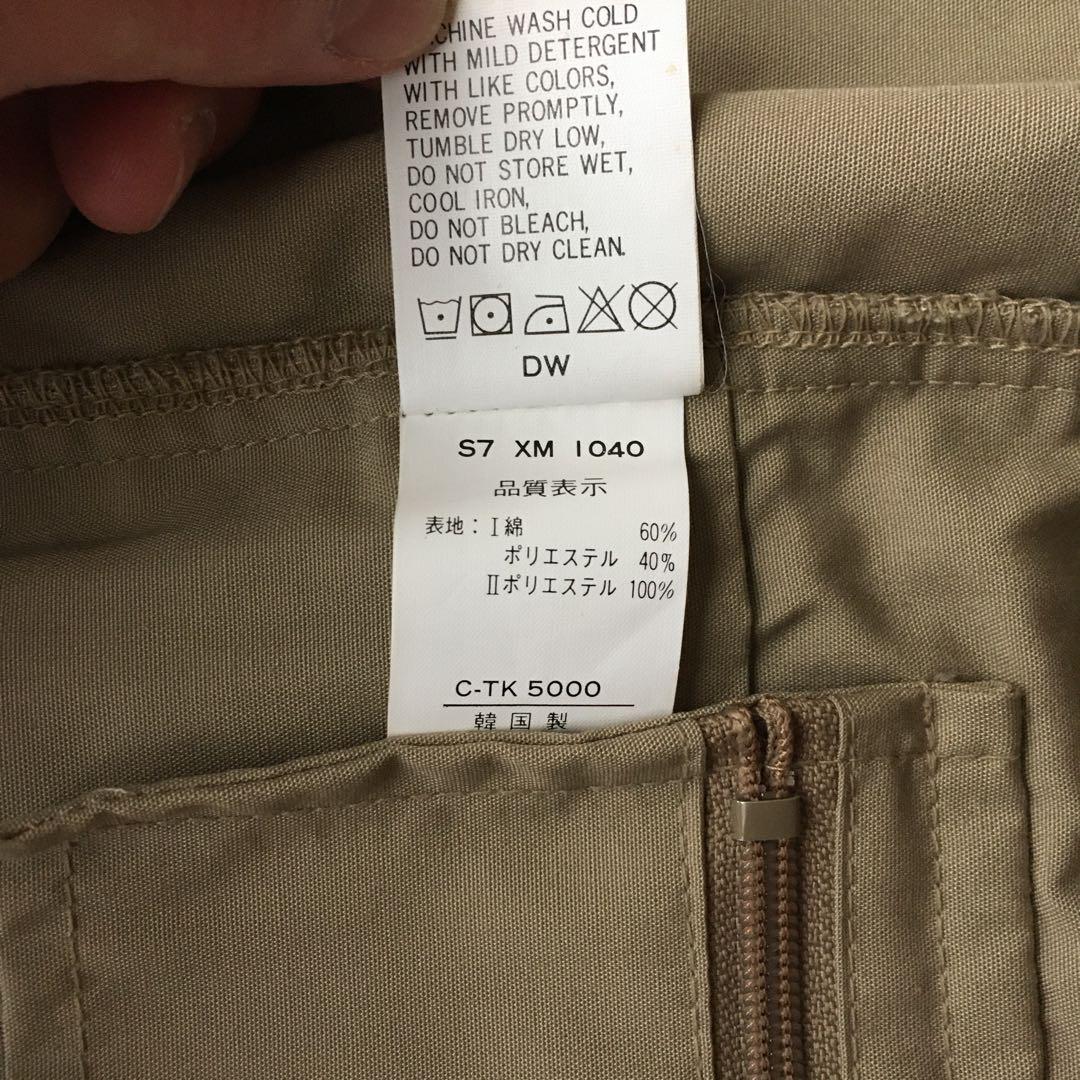 WASH COLD
WITH MILD DETERGENT
WITH LIKE COLORS,
REMOVE PROMPTLY,
TUMBLE DRY LOW,
DO NOT STORE WET,
COOL IRON,
DO NOT BLEACH,
DO NOT DRY CLEAN.
DW
S7 XM 1040
品質表示
表地：Ⅰ綿 60%
ポリエステル 40%
Ⅱポリエステル 100%
C-TK 5000
韓国製